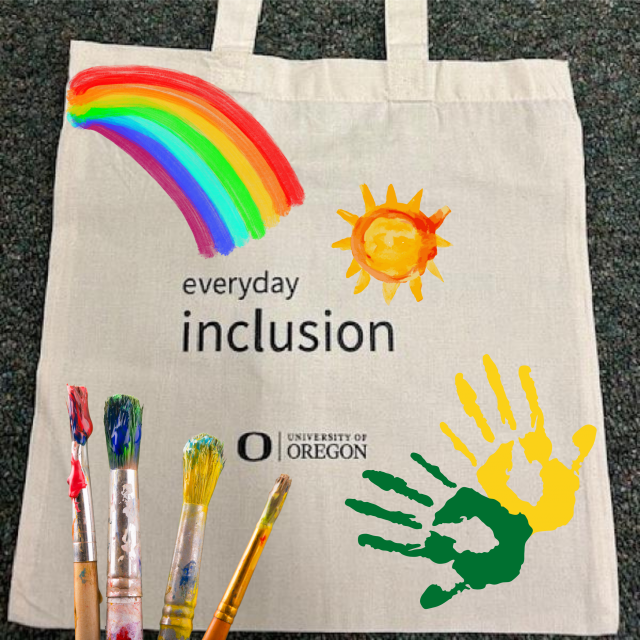 everyday
inclusion
O
UNIVERSITY OF
OREGON